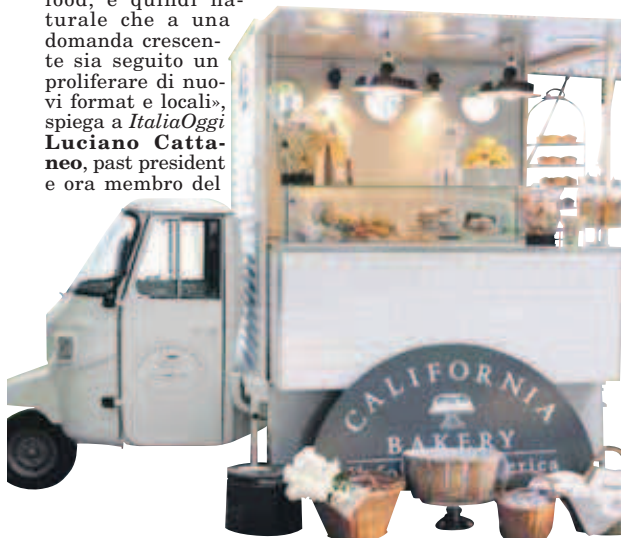 food, e quindi na-
turale che a una
domanda crescen-
te sia seguito un
proliferare di nuo-
vi format e locali»,
spiega a ItaliaOggi
Luciano Catta-
neo, past president
e ora membro del
CALIFORNIA
BAKERY